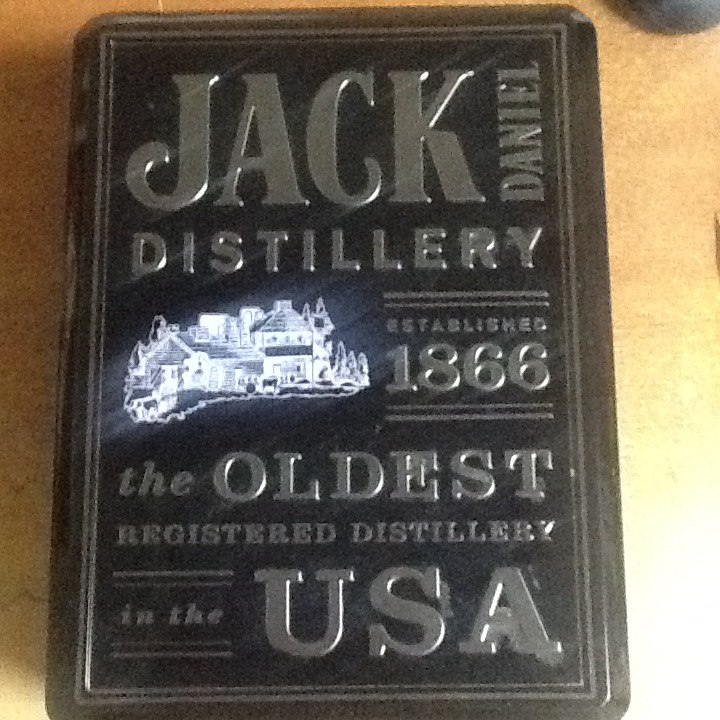 JACK DANIEL
DISTILLERY
ESTABLISHED
1866
the OLDEST
REGISTERED DISTILLERY
in the USA